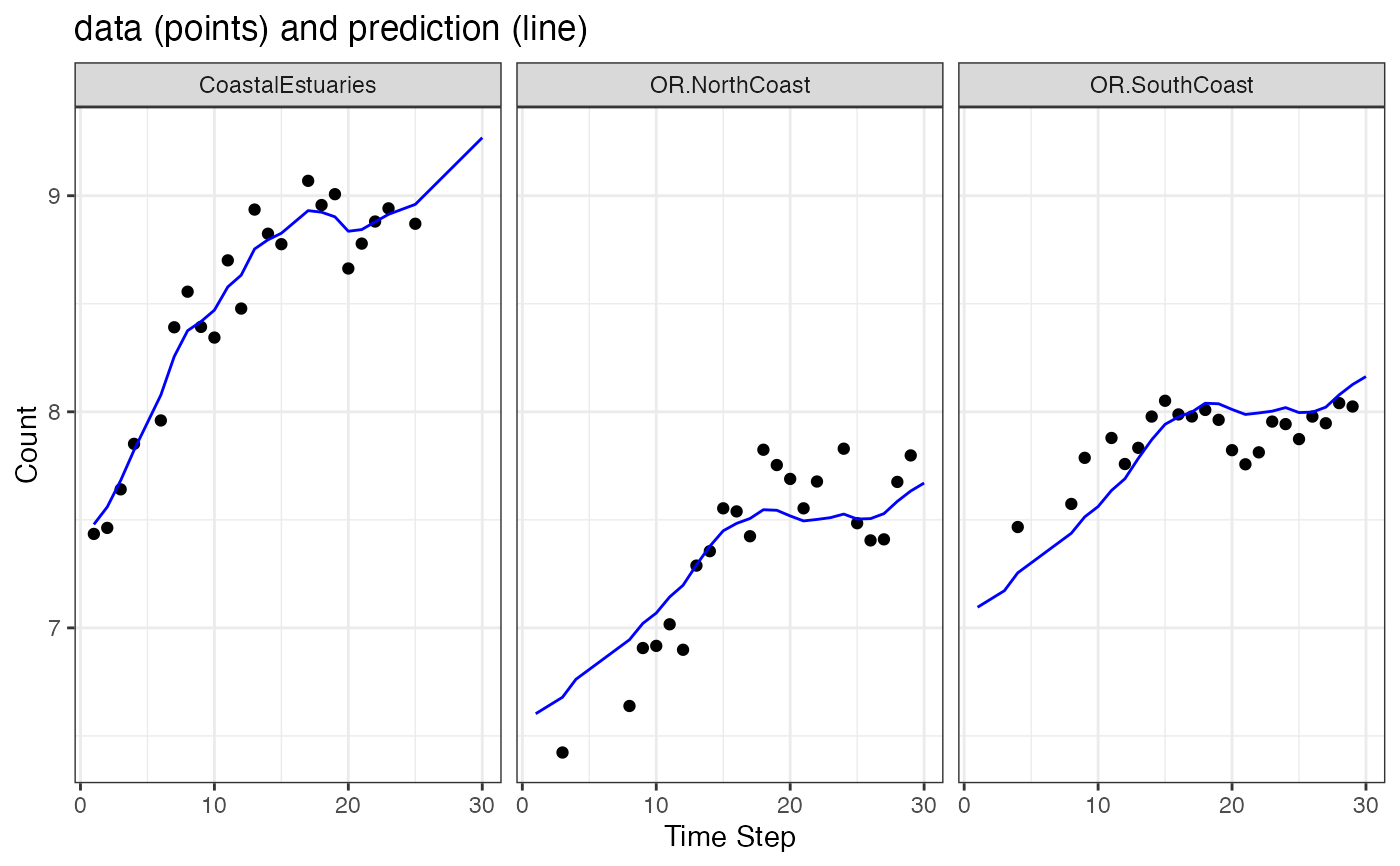 data (points) and prediction (line)
CoastalEstuaries OR.NorthCoast OR.SouthCoast
Count
9
8
7
0 10 20 30 0 10 20 30 0 10 20 30
Time Step